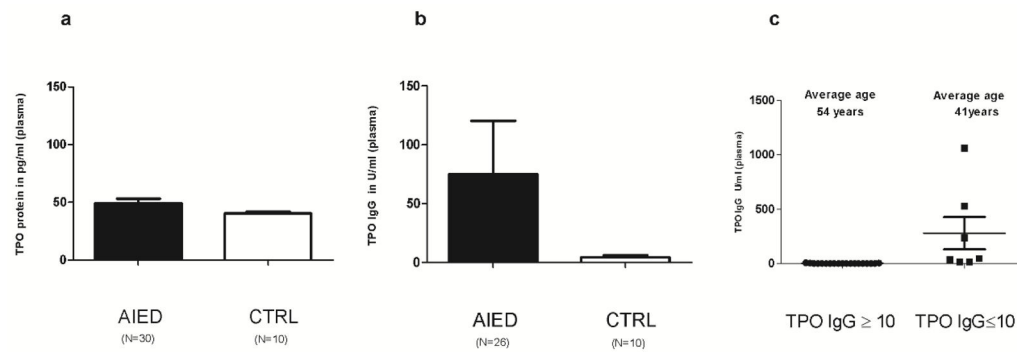 a
TPO protein in pg/ml (plasma)
150
100
50
0
AIED
(N=30)
CTRL
(N=10)
b
TPO IgG in U/ml (plasma)
150
100
50
0
AIED
(N=26)
CTRL
(N=10)
c
TPO IgG U/ml (plasma)
1500
1000
500
0
Average age
54 years
Average age
41years
TPO IgG ≥ 10
TPO IgG≤10